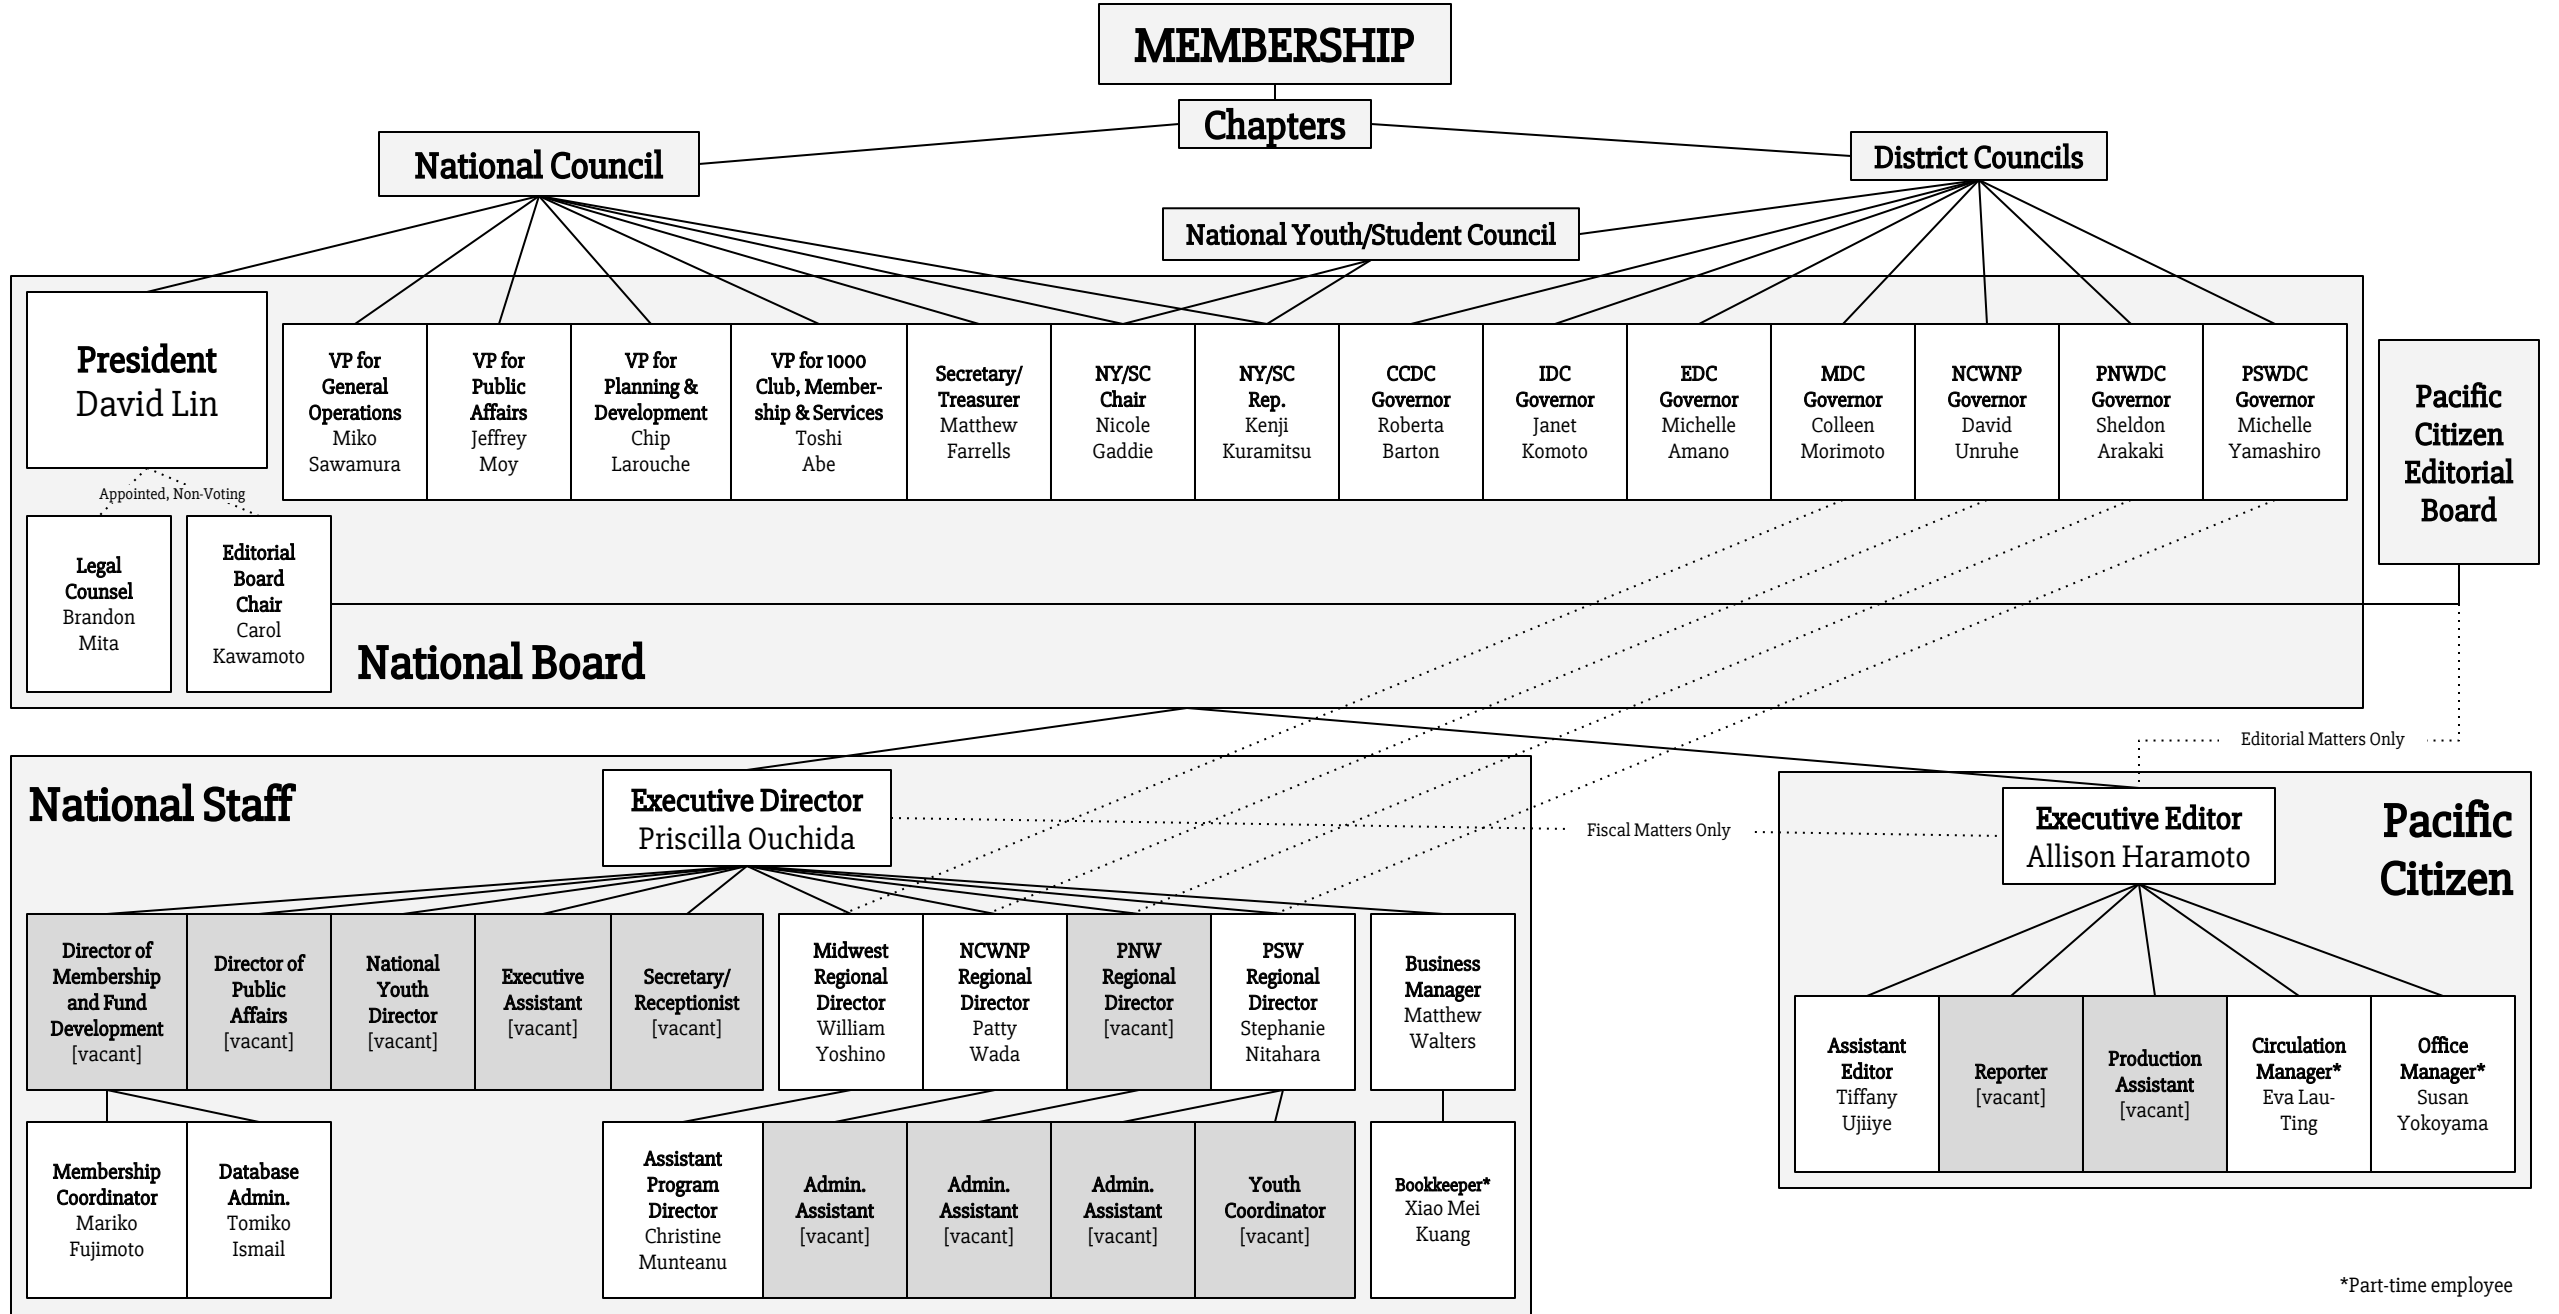 MEMBERSHIP
Chapters
National Council
District Councils
National Youth/Student Council
President
David Lin
VP for
General
Operations
Miko
Sawamura
VP for
Public
Affairs
Jeffrey
Moy
VP for
Planning &
Development
Chip
Larouche
VP for 1000
Club, Member-
ship & Services
Toshi
Abe
Secretary/
Treasurer
Matthew
Farrells
NY/SC
Chair
Nicole
Gaddie
NY/SC
Rep.
Kenji
Kuramitsu
CCDC
Governor
Roberta
Barton
IDC
Governor
Janet
Komoto
EDC
Governor
Michelle
Amano
MDC
Governor
Colleen
Morimoto
NCWNP
Governor
David
Unruhe
PNWDC
Governor
Sheldon
Arakaki
PSWDC
Governor
Michelle
Yamashiro
Pacific
Citizen
Editorial
Board
Appointed, Non-Voting
Legal
Counsel
Brandon
Mita
Editorial
Board
Chair
Carol
Kawamoto
National Board
Editorial Matters Only
National Staff
Executive Director
Priscilla Ouchida
Fiscal Matters Only
Executive Editor
Allison Haramoto
Pacific
Citizen
Director of
Membership
and Fund
Development
[vacant]
Director of
Public
Affairs
[vacant]
National
Youth
Director
[vacant]
Executive
Assistant
[vacant]
Secretary/
Receptionist
[vacant]
Midwest
Regional
Director
William
Yoshino
NCWNP
Regional
Director
Patty
Wada
PNW
Regional
Director
[vacant]
PSW
Regional
Director
Stephanie
Nitahara
Business
Manager
Matthew
Walters
Assistant
Editor
Tiffany
Ujiiye
Reporter
[vacant]
Production
Assistant
[vacant]
Circulation
Manager*
Eva Lau-
Ting
Office
Manager*
Susan
Yokoyama
Membership
Coordinator
Mariko
Fujimoto
Database
Admin.
Tomiko
Ismail
Assistant
Program
Director
Christine
Munteanu
Admin.
Assistant
[vacant]
Admin.
Assistant
[vacant]
Admin.
Assistant
[vacant]
Youth
Coordinator
[vacant]
Bookkeeper*
Xiao Mei
Kuang
*Part-time employee